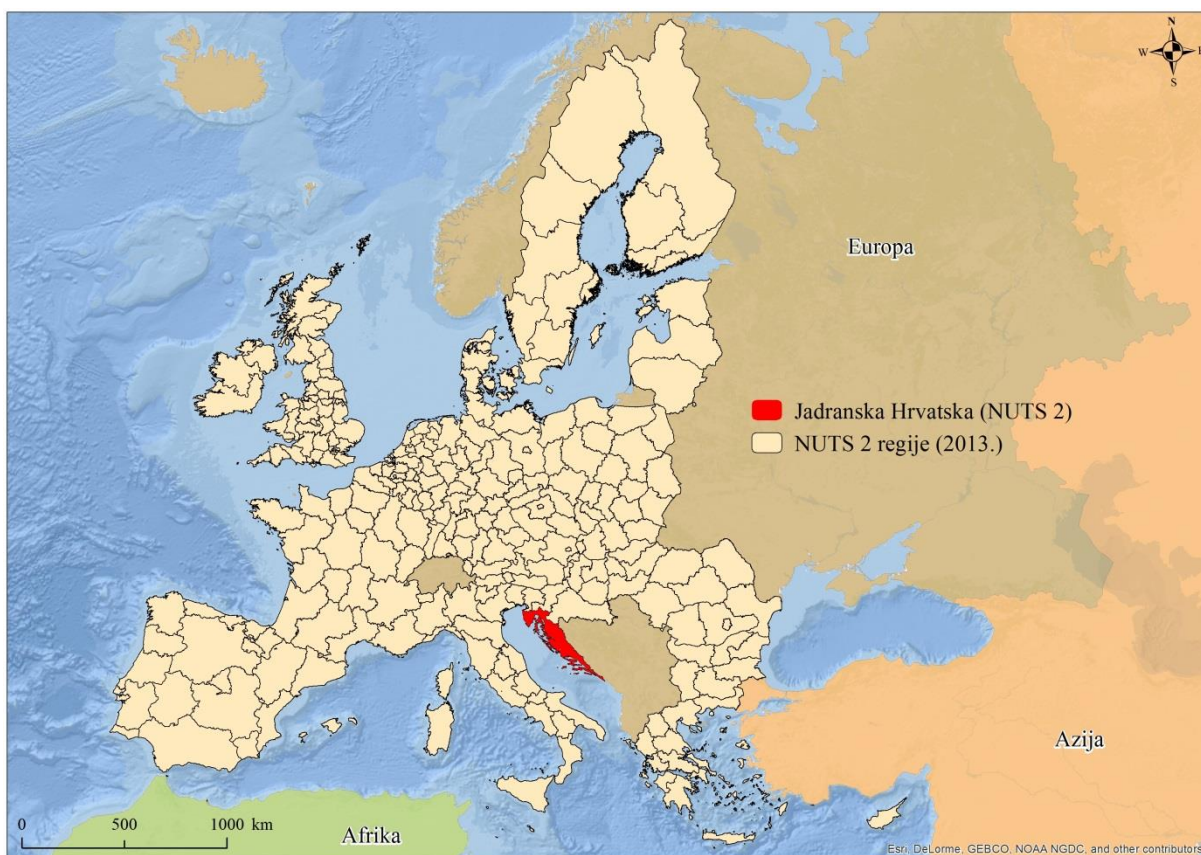 N
W E
S
Europa
Jadranska Hrvatska (NUTS 2)
NUTS 2 regije (2013.)
Azija
0 500 1000 km
Afrika
Esri, DeLorme, GEBCO, NOAA NGDC, and other contributors